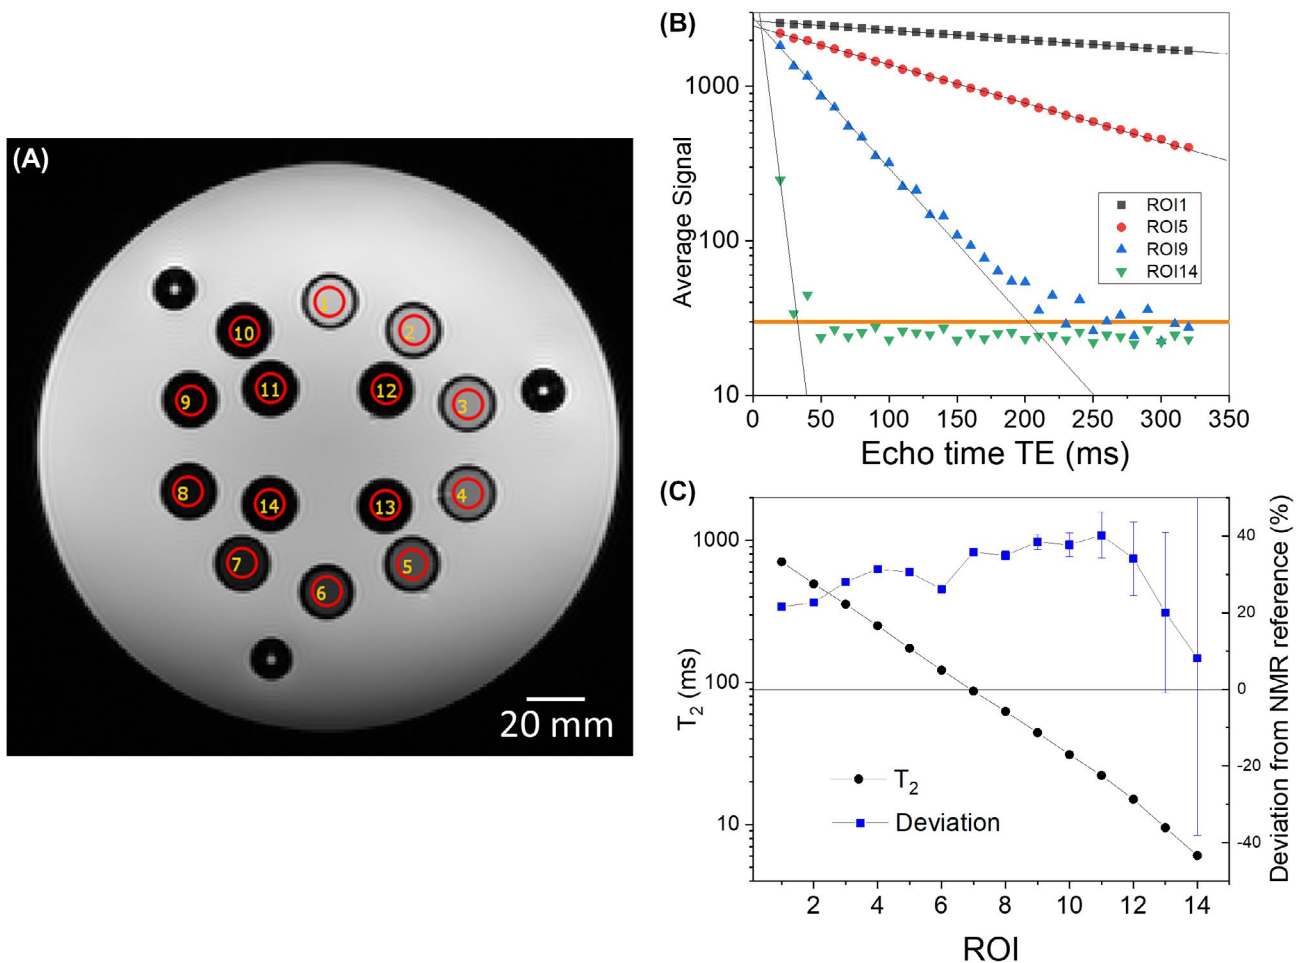 (A)
1
2
3
4
5
6
7
8
9
10
11
12
13
14
20 mm
(B)
1000
100
10
Average Signal
0 50 100 150 200 250 300 350
Echo time TE (ms)
ROI1
ROI5
ROI9
ROI14
(C)
1000
100
10
T₂ (ms)
40
20
0
-20
-40
Deviation from NMR reference (%)
T₂
Deviation
2 4 6 8 10 12 14
ROI